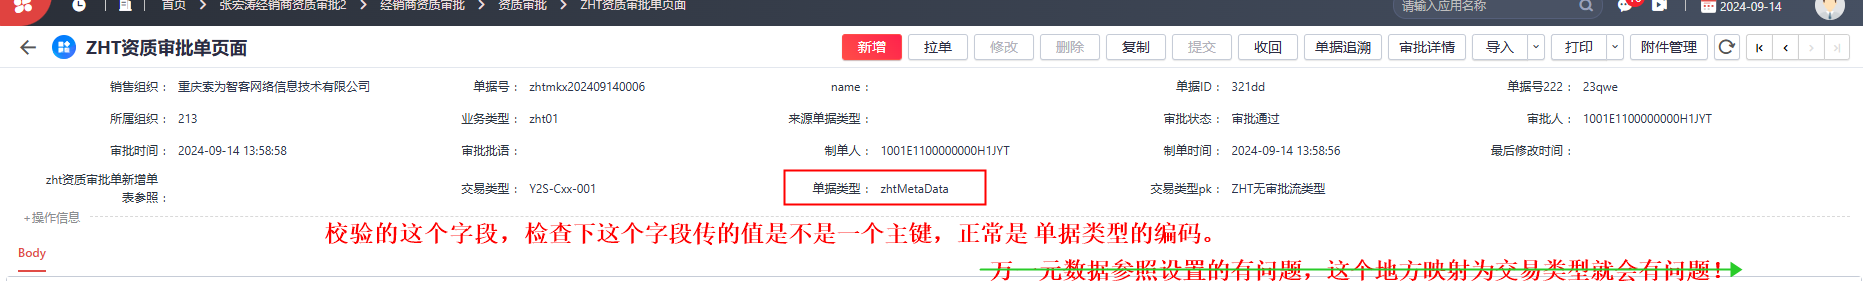 首页 > 张宏涛经销商资质审批2 > 经销商资质审批 > 资质审批 > ZHT资质审批单页面 请输入应用名称 2024-09-14
ZHT资质审批单页面 新增 拉单 修改 删除 复制 提交 收回 单据追溯 审批详情 导入 打印 附件管理
销售组织： 重庆索为智客网络信息技术有限公司 单据号： zhtmkx202409140006 name： 单据ID： 321dd 单据号222： 23qwe
所属组织： 213 业务类型： zht01 来源单据类型： 审批状态： 审批通过 审批人： 1001E1100000000H1JYT
审批时间： 2024-09-14 13:58:58 审批批语： 制单人： 1001E1100000000H1JYT 制单时间： 2024-09-14 13:58:56 最后修改时间：
zht资质审批单新增单
表参照： 交易类型： Y2S-Cxx-001 单据类型： zhtMetaData 交易类型pk： ZHT无审批流类型
+操作信息
校验的这个字段，检查下这个字段传的值是不是一个主键，正常是 单据类型的编码。
Body
万一元数据参照设置的有问题，这个地方映射为交易类型就会有问题！